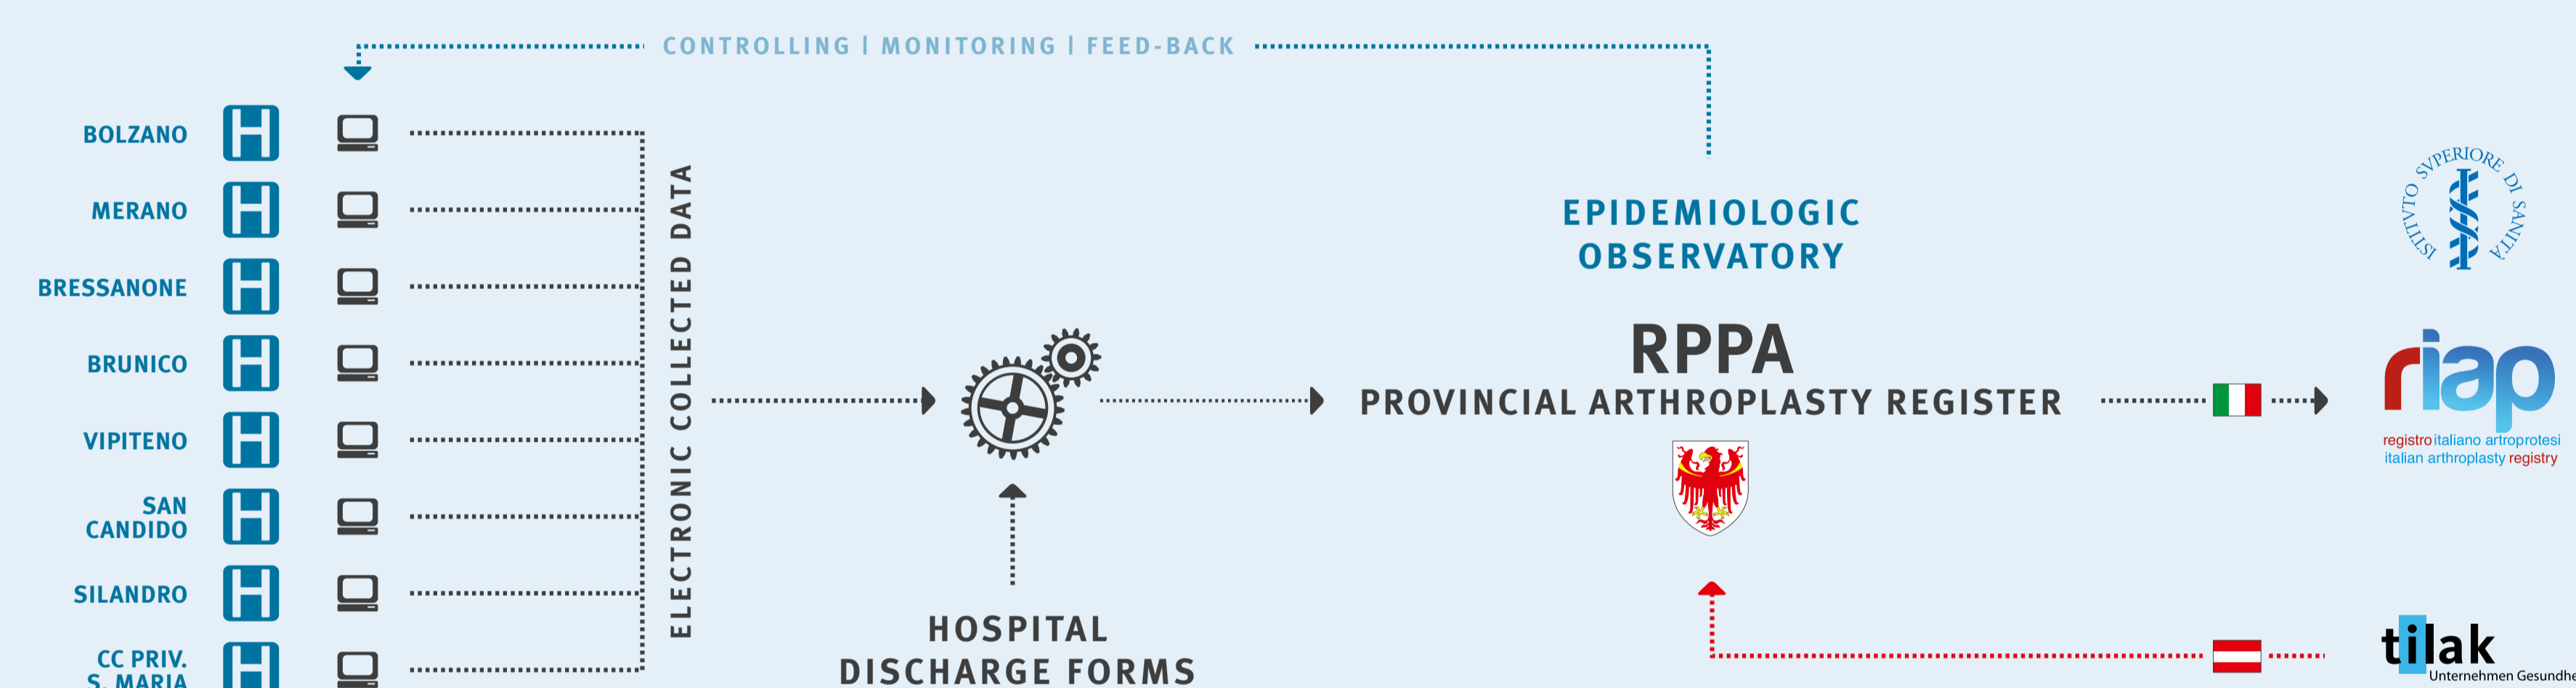 CONTROLLING | MONITORING | FEED-BACK
BOLZANO
H
MERANO
H
BRESSANONE
H
BRUNICO
H
VIPITENO
H
SAN
CANDIDO
H
SILANDRO
H
CC PRIV.
S. MARIA
H
ELECTRONIC COLLECTED DATA
HOSPITAL
DISCHARGE FORMS
EPIDEMIOLOGIC
OBSERVATORY
RPPA
PROVINCIAL ARTHROPLASTY REGISTER
ISTITVTO SVPERIORE DI SANITÀ
riap
registro italiano artroprotesi
italian arthroplasty registry
tilak
Unternehmen